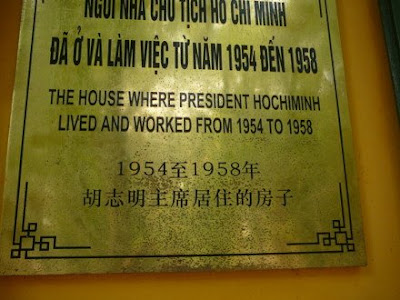 NGÔI NHÀ CHỦ TỊCH HỒ CHÍ MINH
ĐÃ Ở VÀ LÀM VIỆC TỪ NĂM 1954 ĐẾN 1958
THE HOUSE WHERE PRESIDENT HOCHIMINH
LIVED AND WORKED FROM 1954 TO 1958
1954至1958年
胡志明主席居住的房子